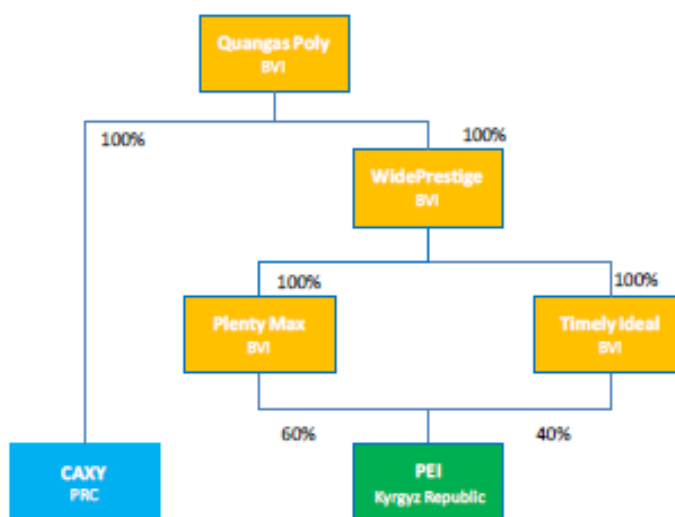 Quangas Poly
BVI
100%
100%
WidePrestige
BVI
100%
100%
Plenty Max
BVI
Timely Ideal
BVI
60%
40%
CAXY
PRC
PEI
Kyrgyz Republic